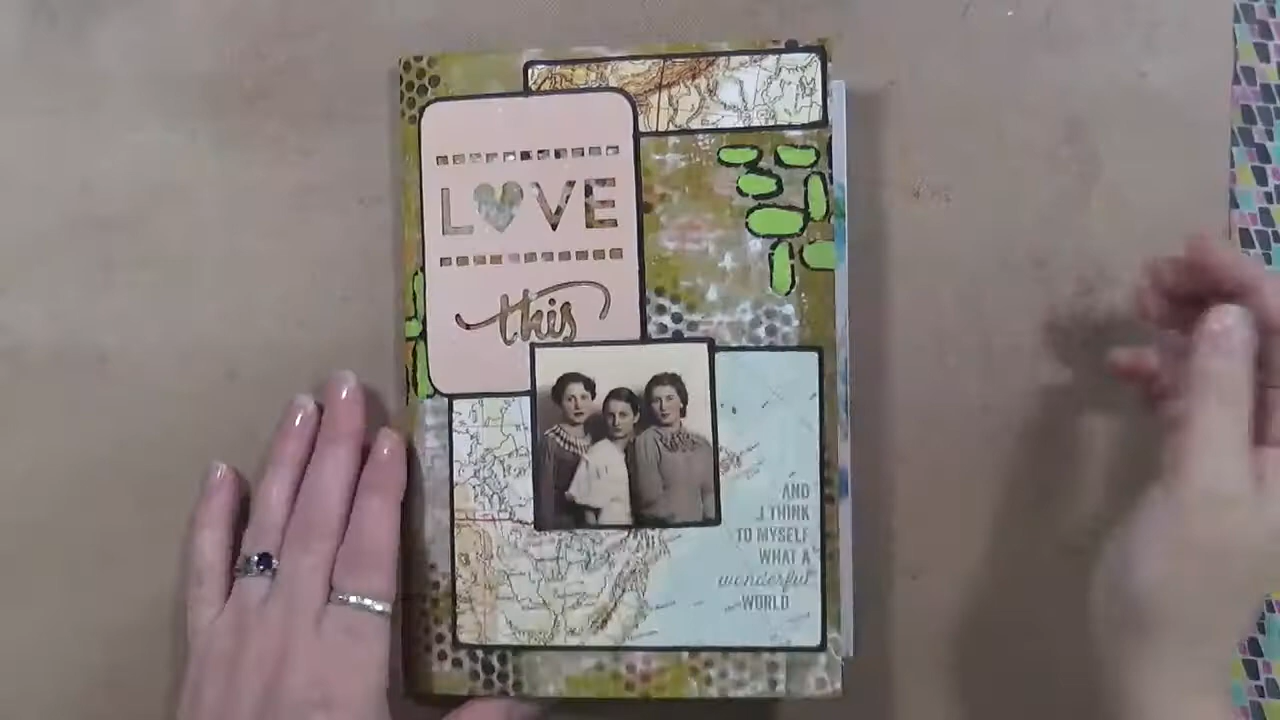 LOVE
this
AND
I THINK
TO MYSELF
WHAT A
wonderful
WORLD